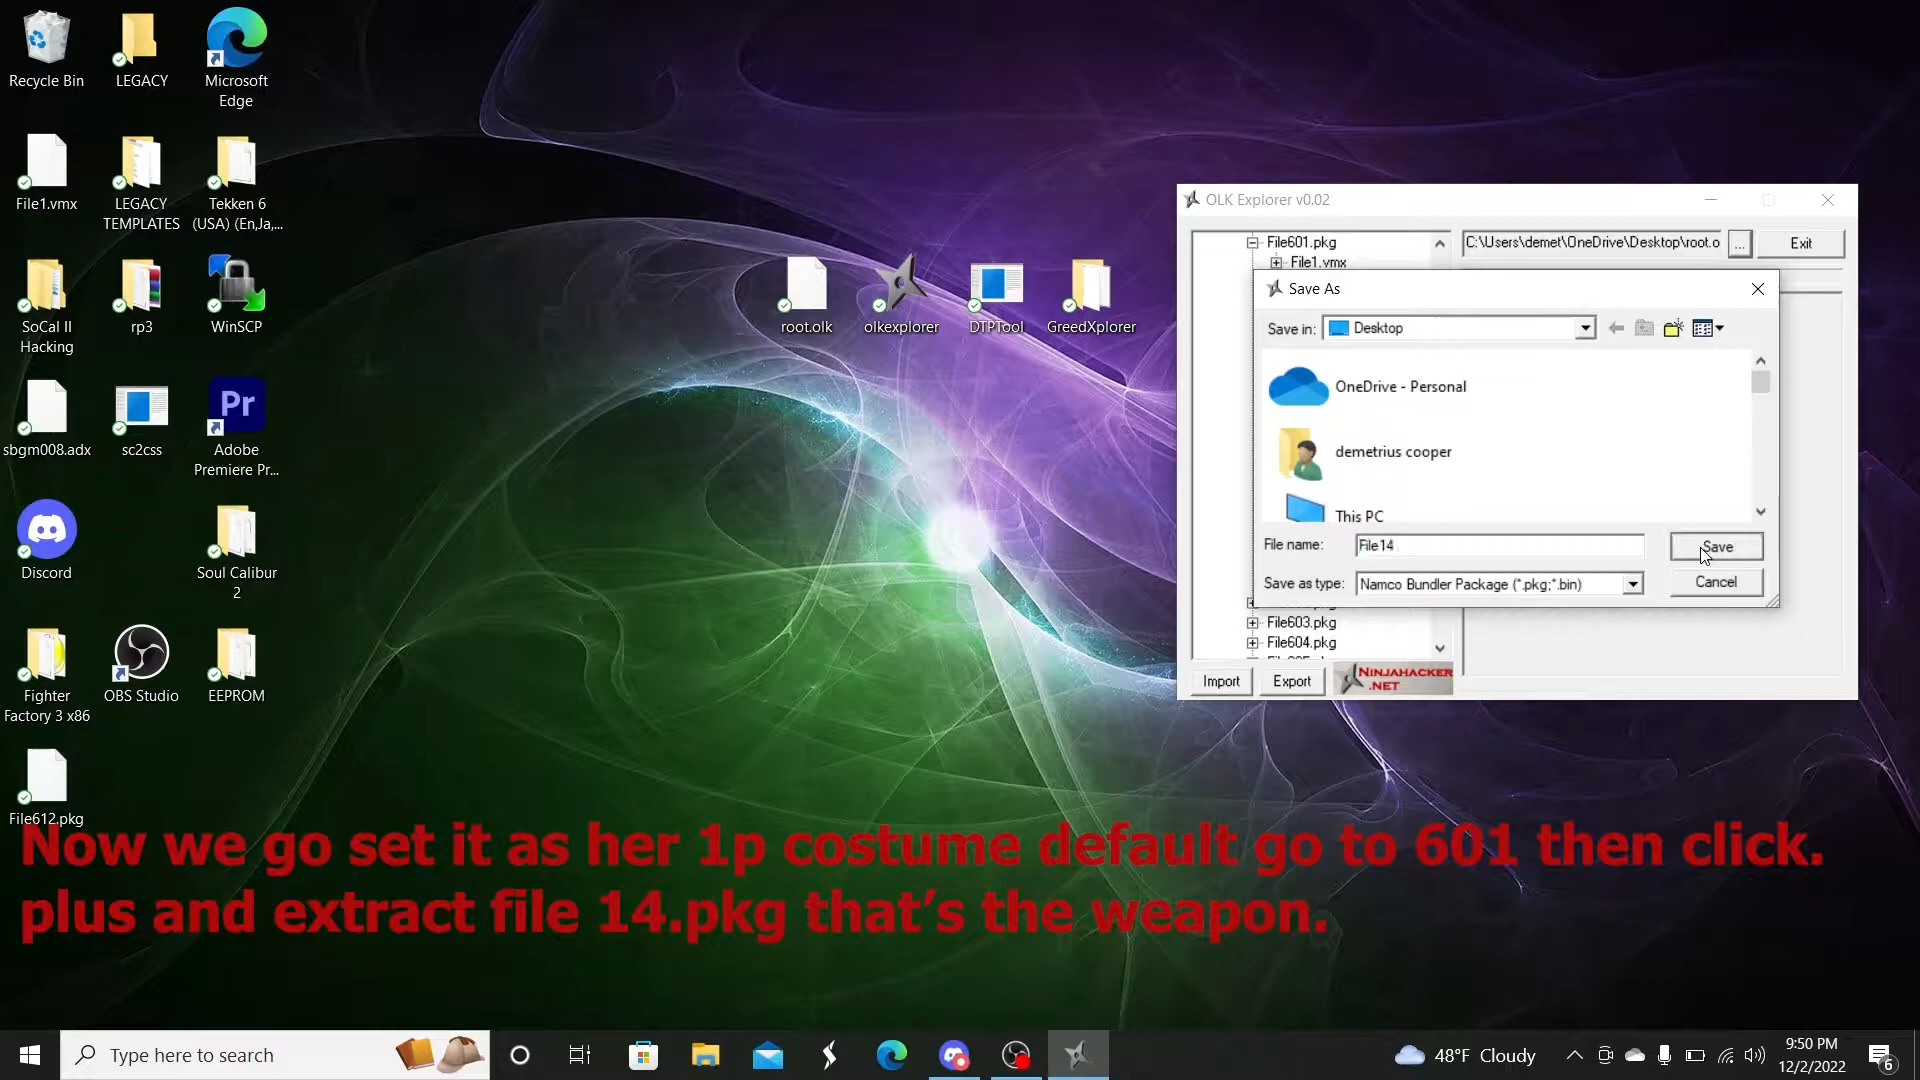 Recycle Bin
LEGACY
Microsoft
Edge
File1.vmx
LEGACY
TEMPLATES
Tekken 6
(USA) (En,Ja,...
SoCal II
Hacking
rp3
WinSCP
sbgm008.adx
sc2css
Pr
Adobe
Premiere Pr...
Discord
Soul Calibur
2
Fighter
Factory 3 x86
OBS Studio
EEPROM
File612.pkg
root.olk
olkexplorer
DTPTool
GreedXplorer
OLK Explorer v0.02
File601.pkg
File1.vmx
C:\Users\demet\OneDrive\Desktop\root.o
...
Exit
Save As
Save in:
Desktop
OneDrive - Personal
demetrius cooper
This PC
File name:
File14
Save
Save as type:
Namco Bundler Package (*.pkg;*.bin)
Cancel
File603.pkg
File604.pkg
Import
Export
NINJAHACKER
.NET
Now we go set it as her 1p costume default go to 601 then click.
plus and extract file 14.pkg that’s the weapon.
Type here to search
48°F Cloudy
9:50 PM
12/2/2022
6